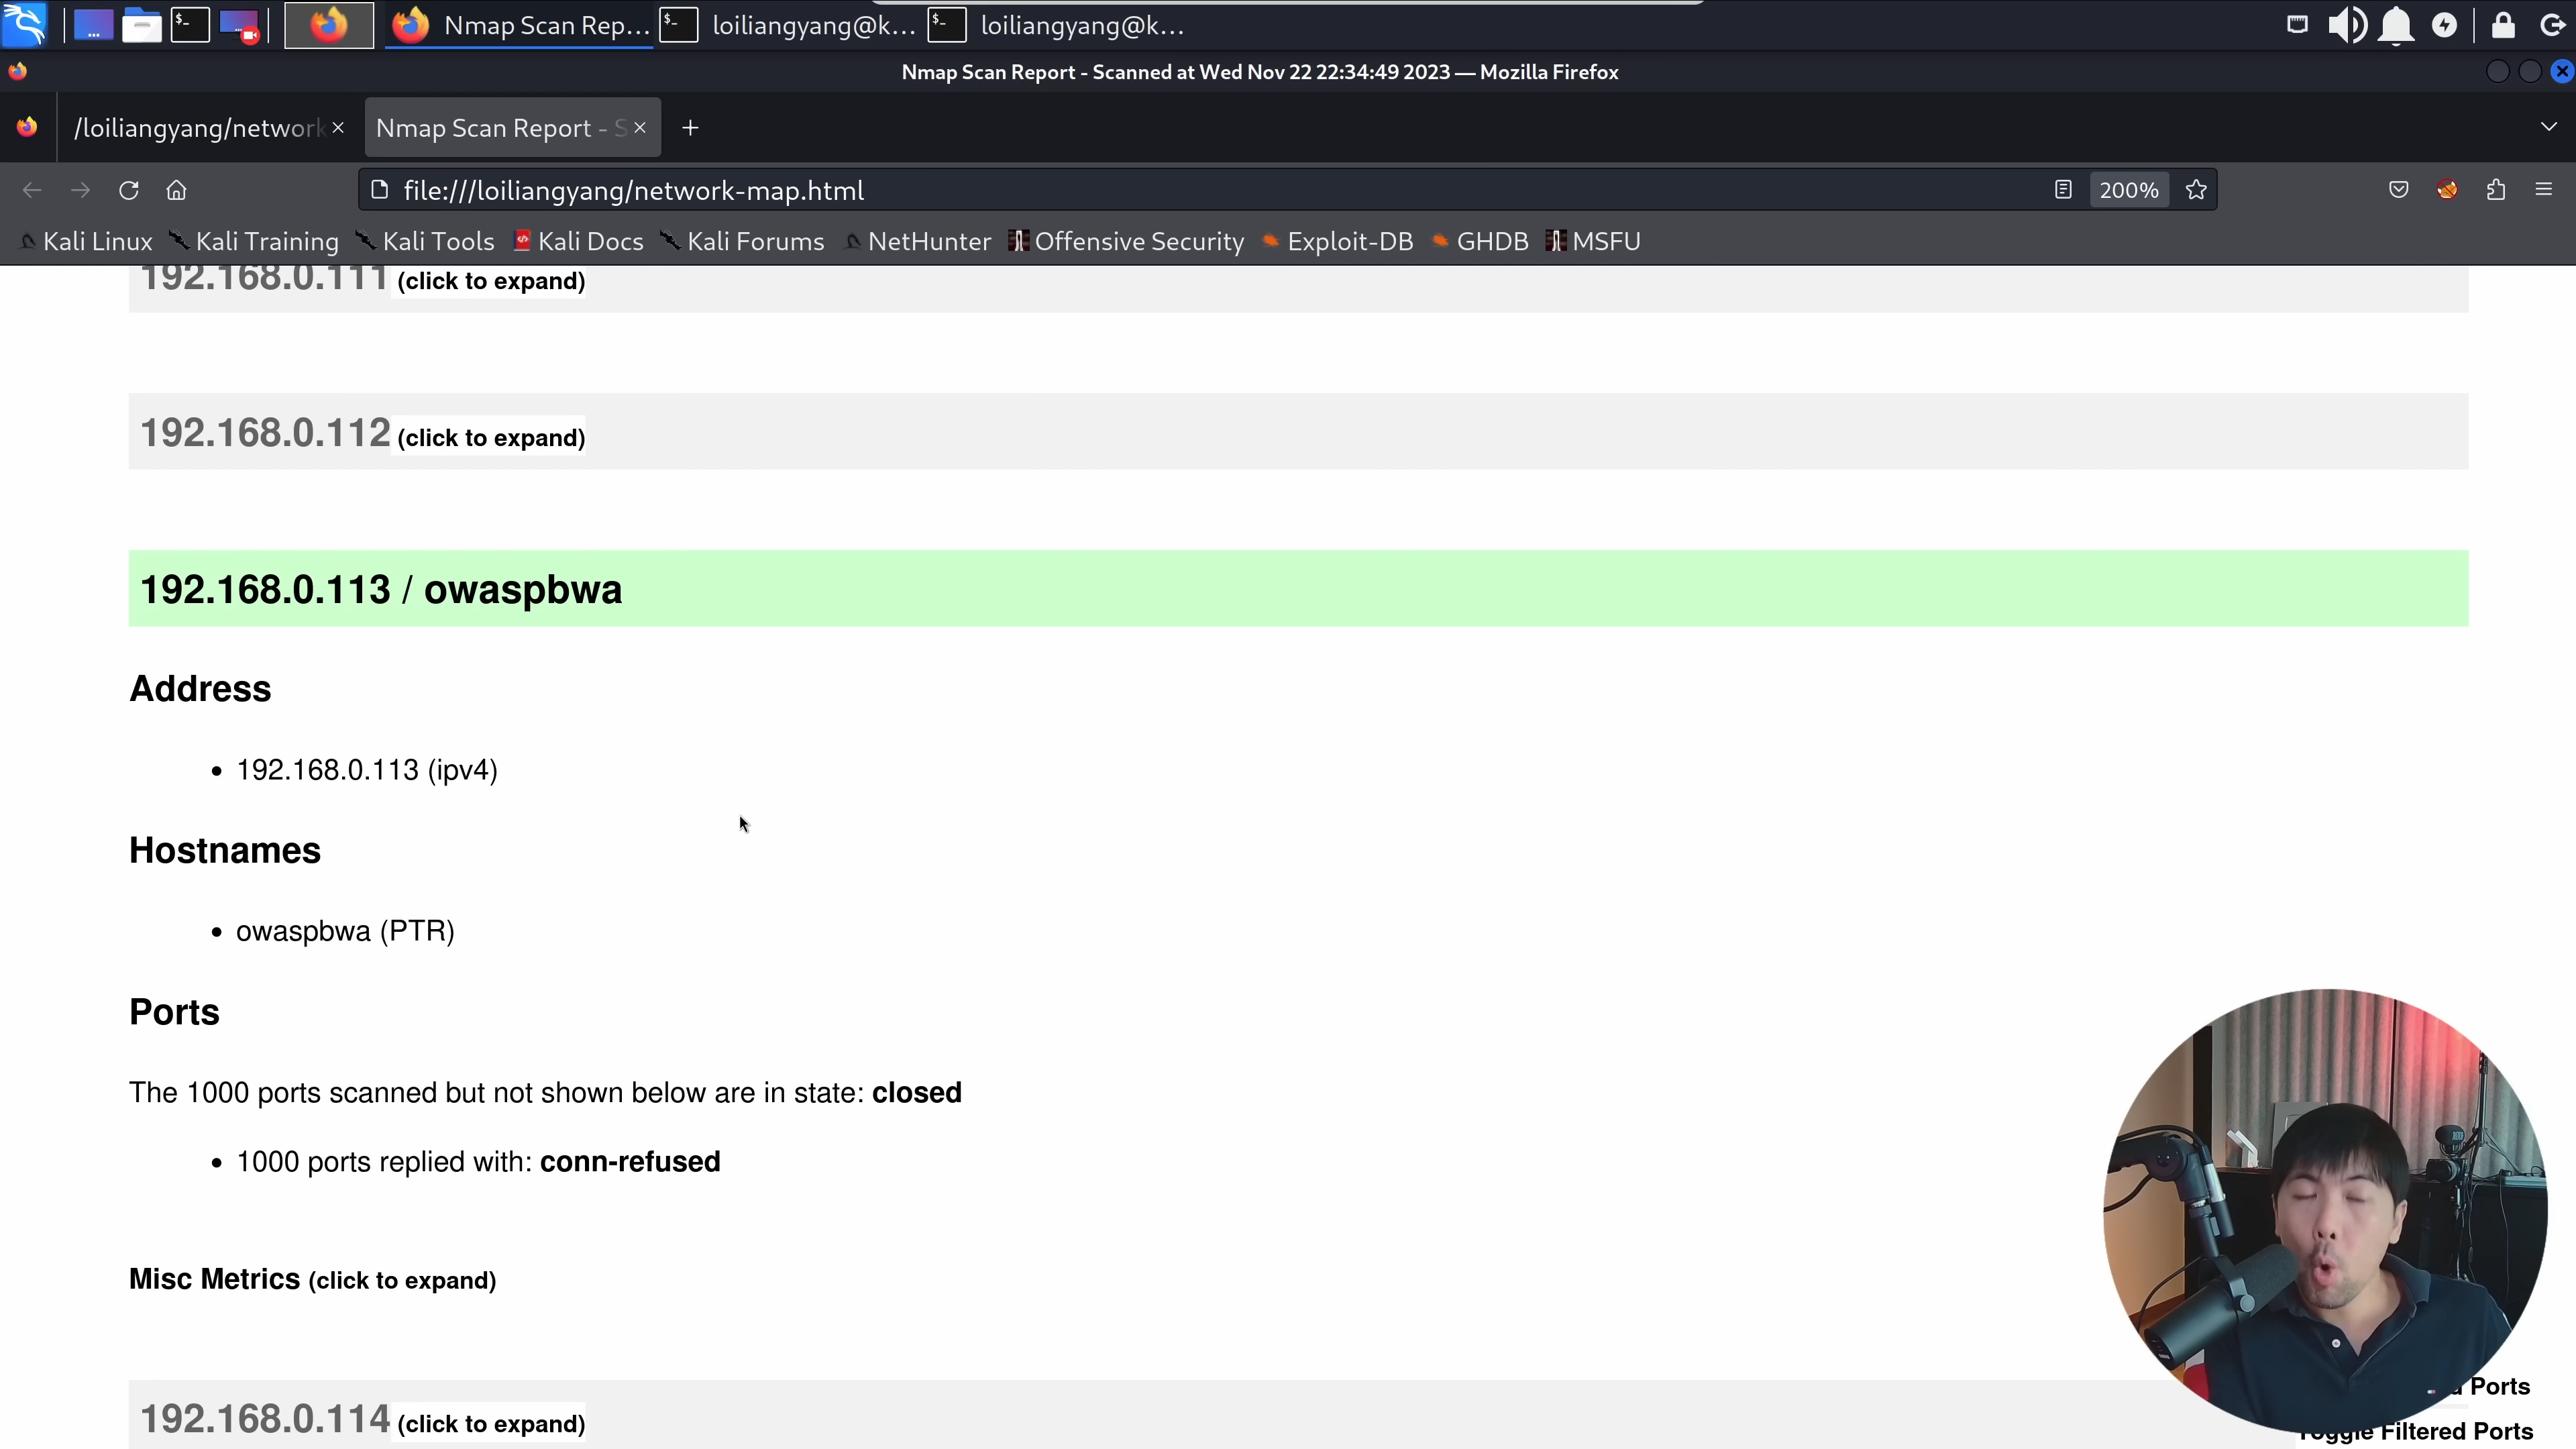 Nmap Scan Rep...
loiliangyang@k...
loiliangyang@k...
Nmap Scan Report - Scanned at Wed Nov 22 22:34:49 2023 — Mozilla Firefox
/loiliangyang/network
Nmap Scan Report - S
file:///loiliangyang/network-map.html
200%
Kali Linux
Kali Training
Kali Tools
Kali Docs
Kali Forums
NetHunter
Offensive Security
Exploit-DB
GHDB
MSFU
192.168.0.111 (click to expand)
192.168.0.112 (click to expand)
192.168.0.113 / owaspbwa
Address
• 192.168.0.113 (ipv4)
Hostnames
• owaspbwa (PTR)
Ports
The 1000 ports scanned but not shown below are in state: closed
• 1000 ports replied with: conn-refused
Misc Metrics (click to expand)
192.168.0.114 (click to expand)
Ports
Toggle Filtered Ports